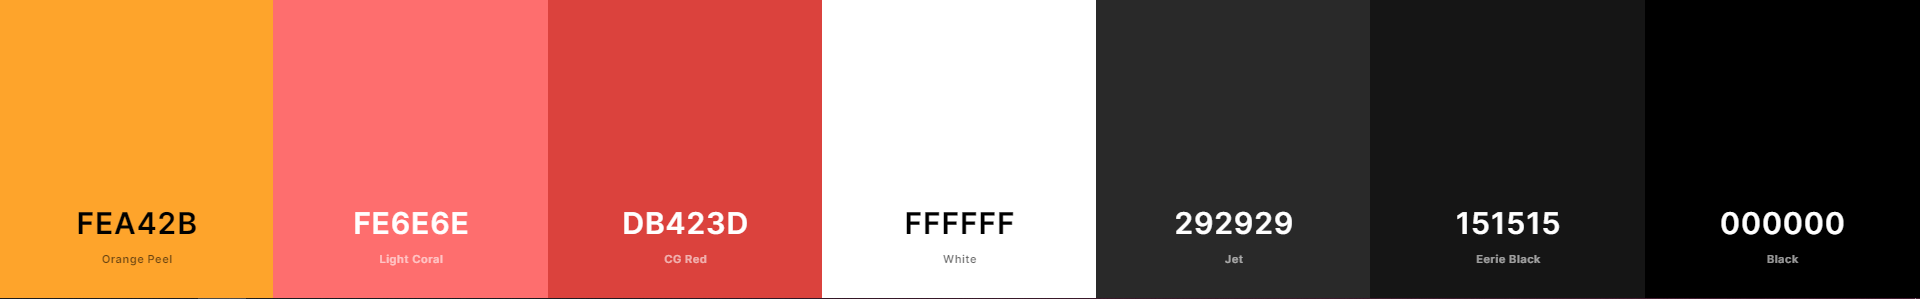 FEA42B
Orange Peel
FE6E6E
Light Coral
DB423D
CG Red
FFFFFF
White
292929
Jet
151515
Eerie Black
000000
Black